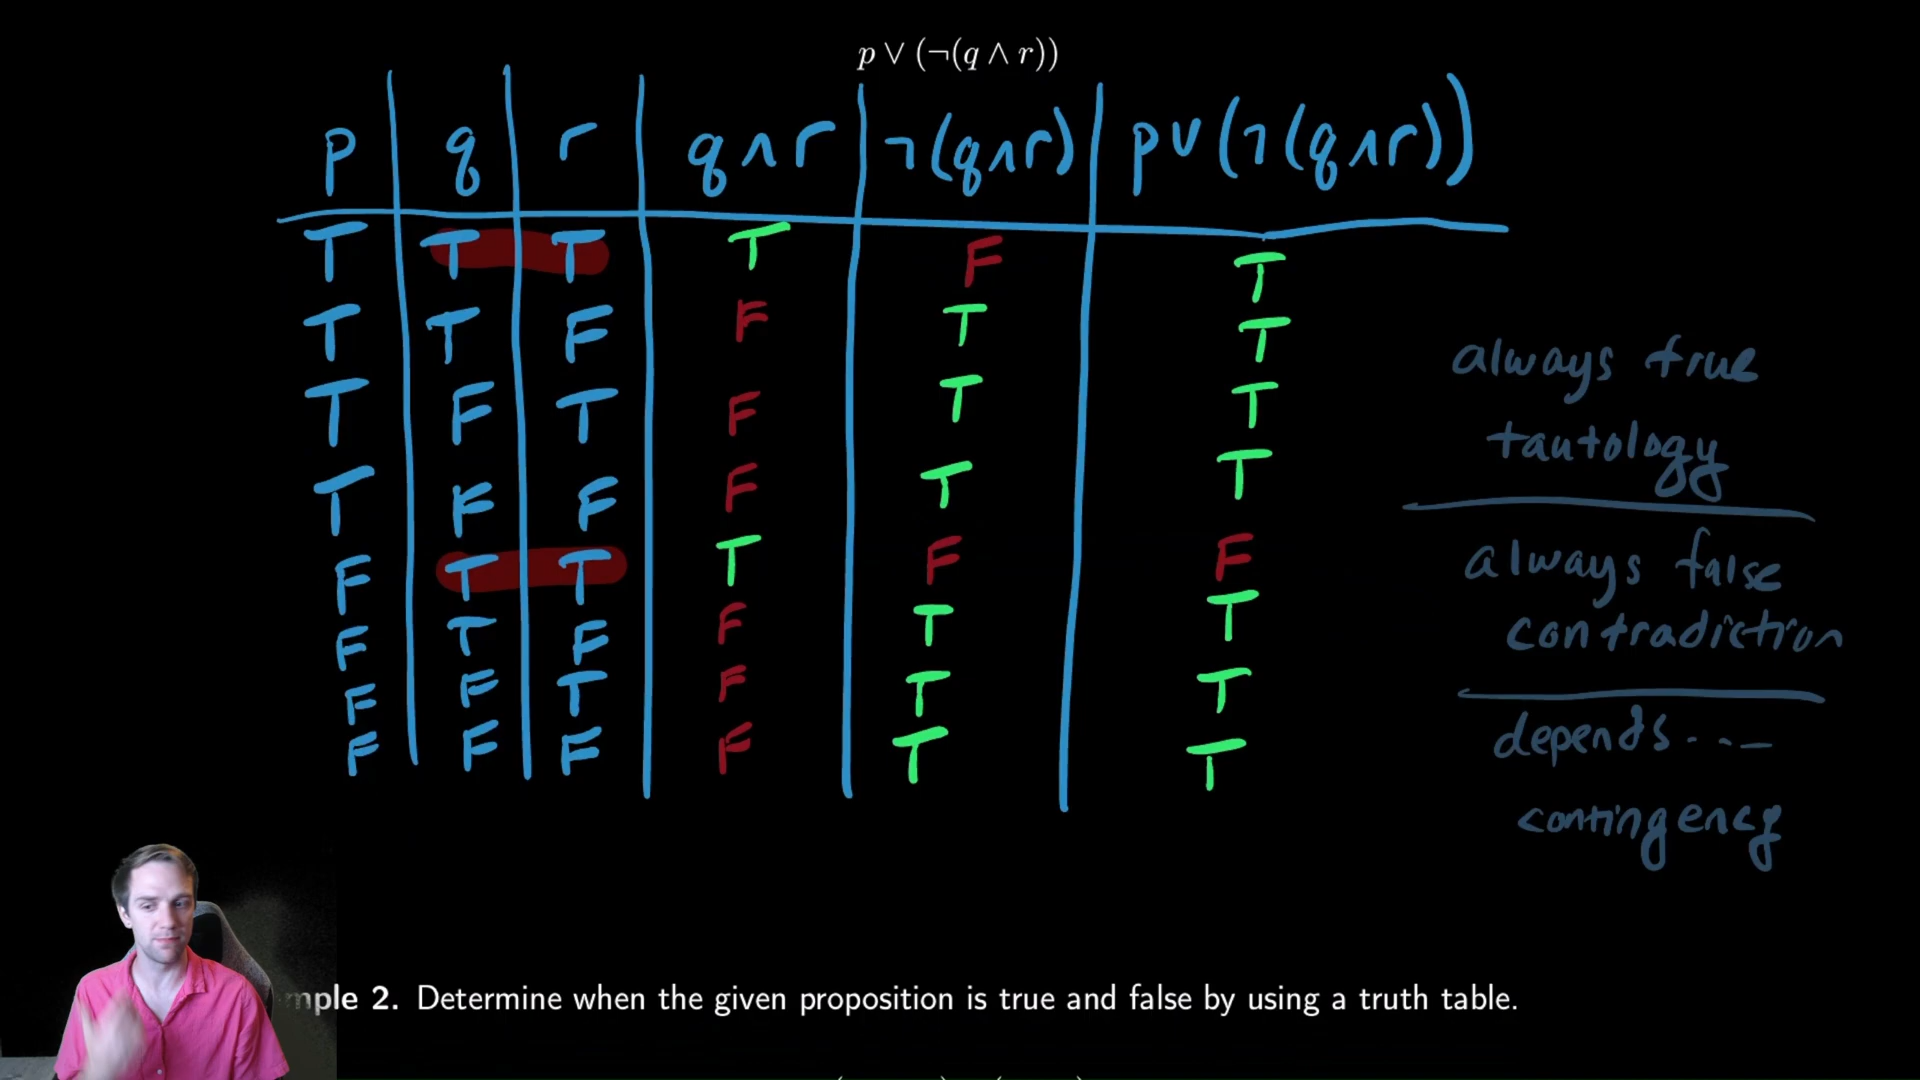 p ∨ (¬(q ∧ r))
p q r q∧r ¬(q∧r) p∨(¬(q∧r))
T T T T F T
T T F F T T
T F T F T T
T F F F T T
F T T T F F
F T F F T T
F F T F T T
F F F F T T
always true
tautology
always false
contradiction
depends...
contingency
mple 2. Determine when the given proposition is true and false by using a truth table.